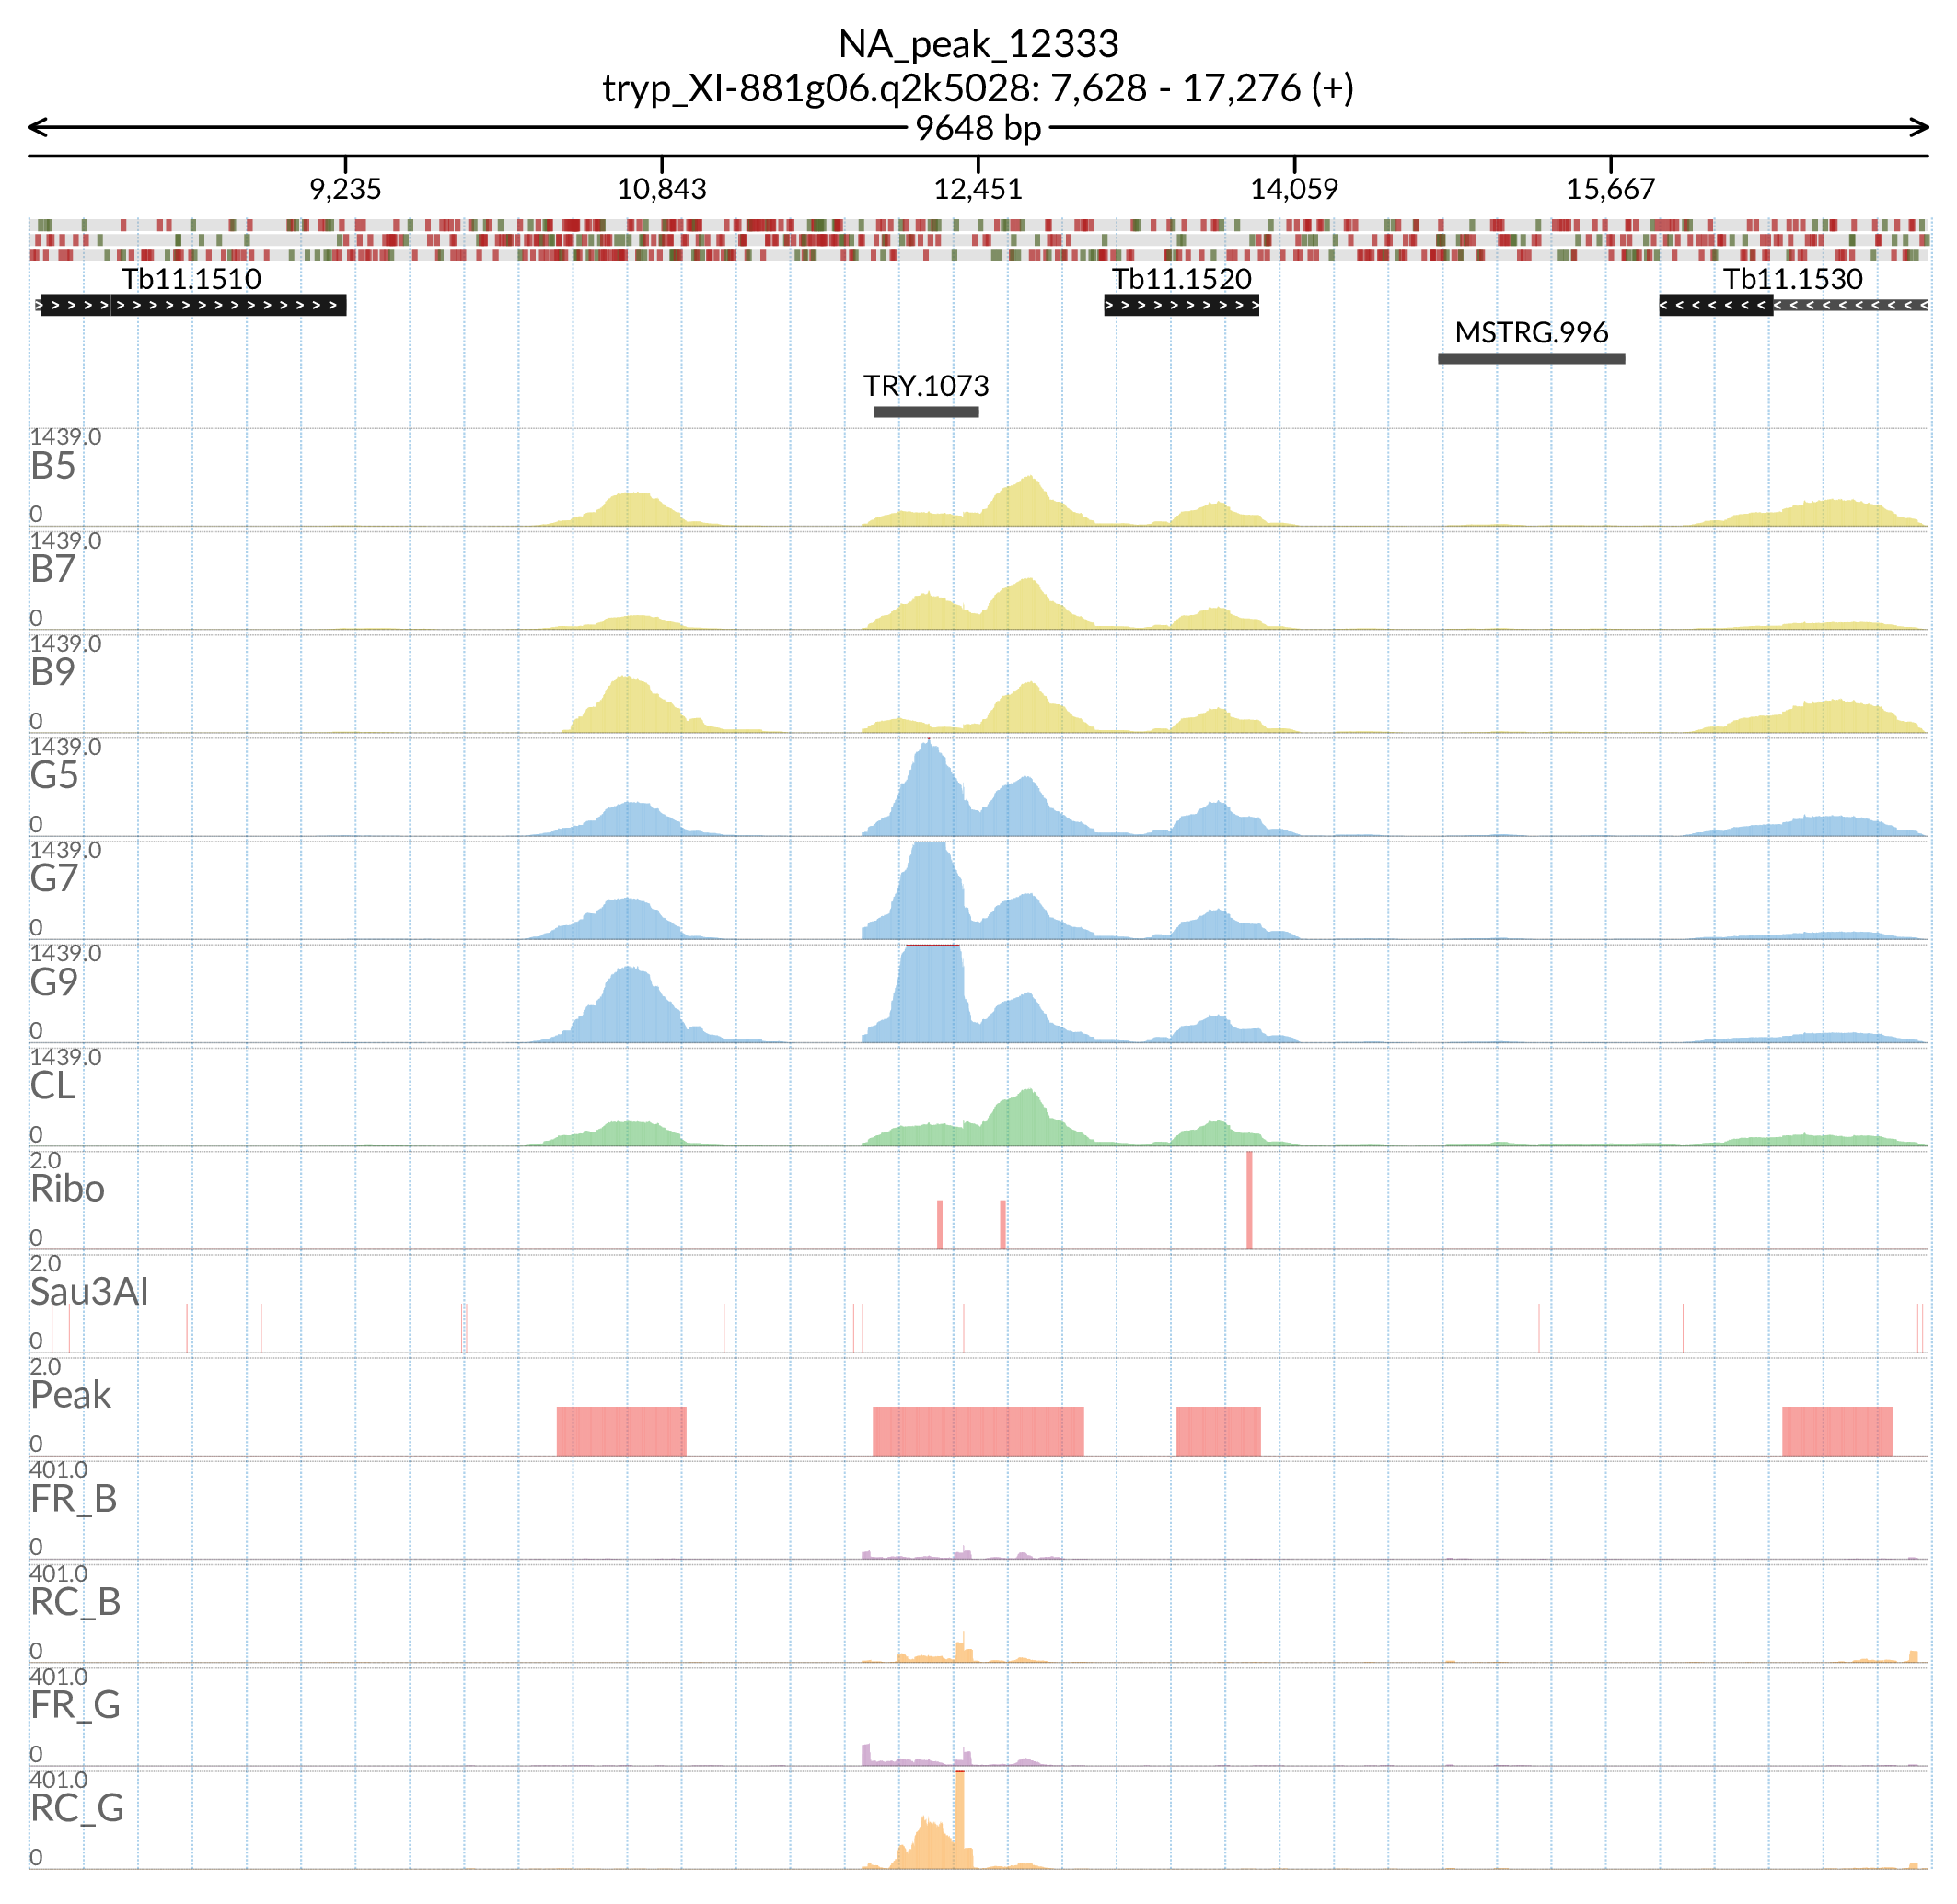 NA_peak_12333
tryp_XI-881g06.q2k5028: 7,628 - 17,276 (+)
9648 bp
9,235 10,843 12,451 14,059 15,667
Tb11.1510 Tb11.1520 Tb11.1530
MSTRG.996
TRY.1073
1439.0
B5
0
1439.0
B7
0
1439.0
B9
0
1439.0
G5
0
1439.0
G7
0
1439.0
G9
0
1439.0
CL
0
2.0
Ribo
0
2.0
Sau3AI
0
2.0
Peak
0
401.0
FR_B
0
401.0
RC_B
0
401.0
FR_G
0
401.0
RC_G
0